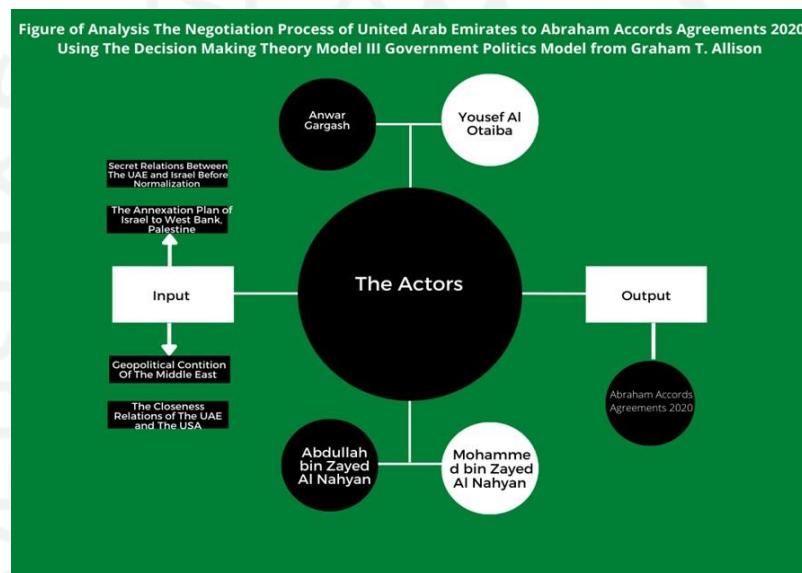 Figure of Analysis The Negotiation Process of United Arab Emirates to Abraham Accords Agreements 2020
Using The Decision Making Theory Model III Government Politics Model from Graham T. Allison
Anwar
Gargash
Yousef Al
Otaiba
Secret Relations Between
The UAE and Israel Before
Normalization
The Annexation Plan of
Israel to West Bank,
Palestine
Input
The Actors
Output
Geopolitical Contition
Of The Middle East
The Closeness
Relations of The UAE
and The USA
Abraham Accords
Agreements 2020
Abdullah
bin Zayed
Al Nahyan
Mohamme
d bin Zayed
Al Nahyan